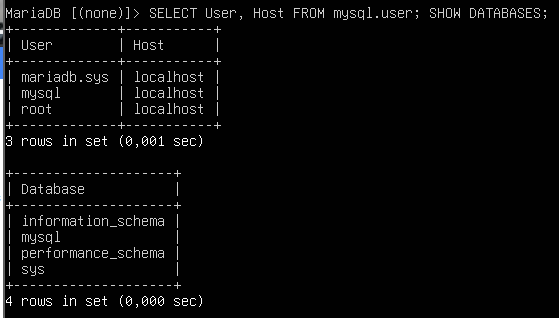 MariaDB [(none)]> SELECT User, Host FROM mysql.user; SHOW DATABASES;
+-------------+-----------+
| User        | Host      |
+-------------+-----------+
| mariadb.sys | localhost |
| mysql       | localhost |
| root        | localhost |
+-------------+-----------+
3 rows in set (0,001 sec)

+--------------------+
| Database           |
+--------------------+
| information_schema |
| mysql              |
| performance_schema |
| sys                |
+--------------------+
4 rows in set (0,000 sec)